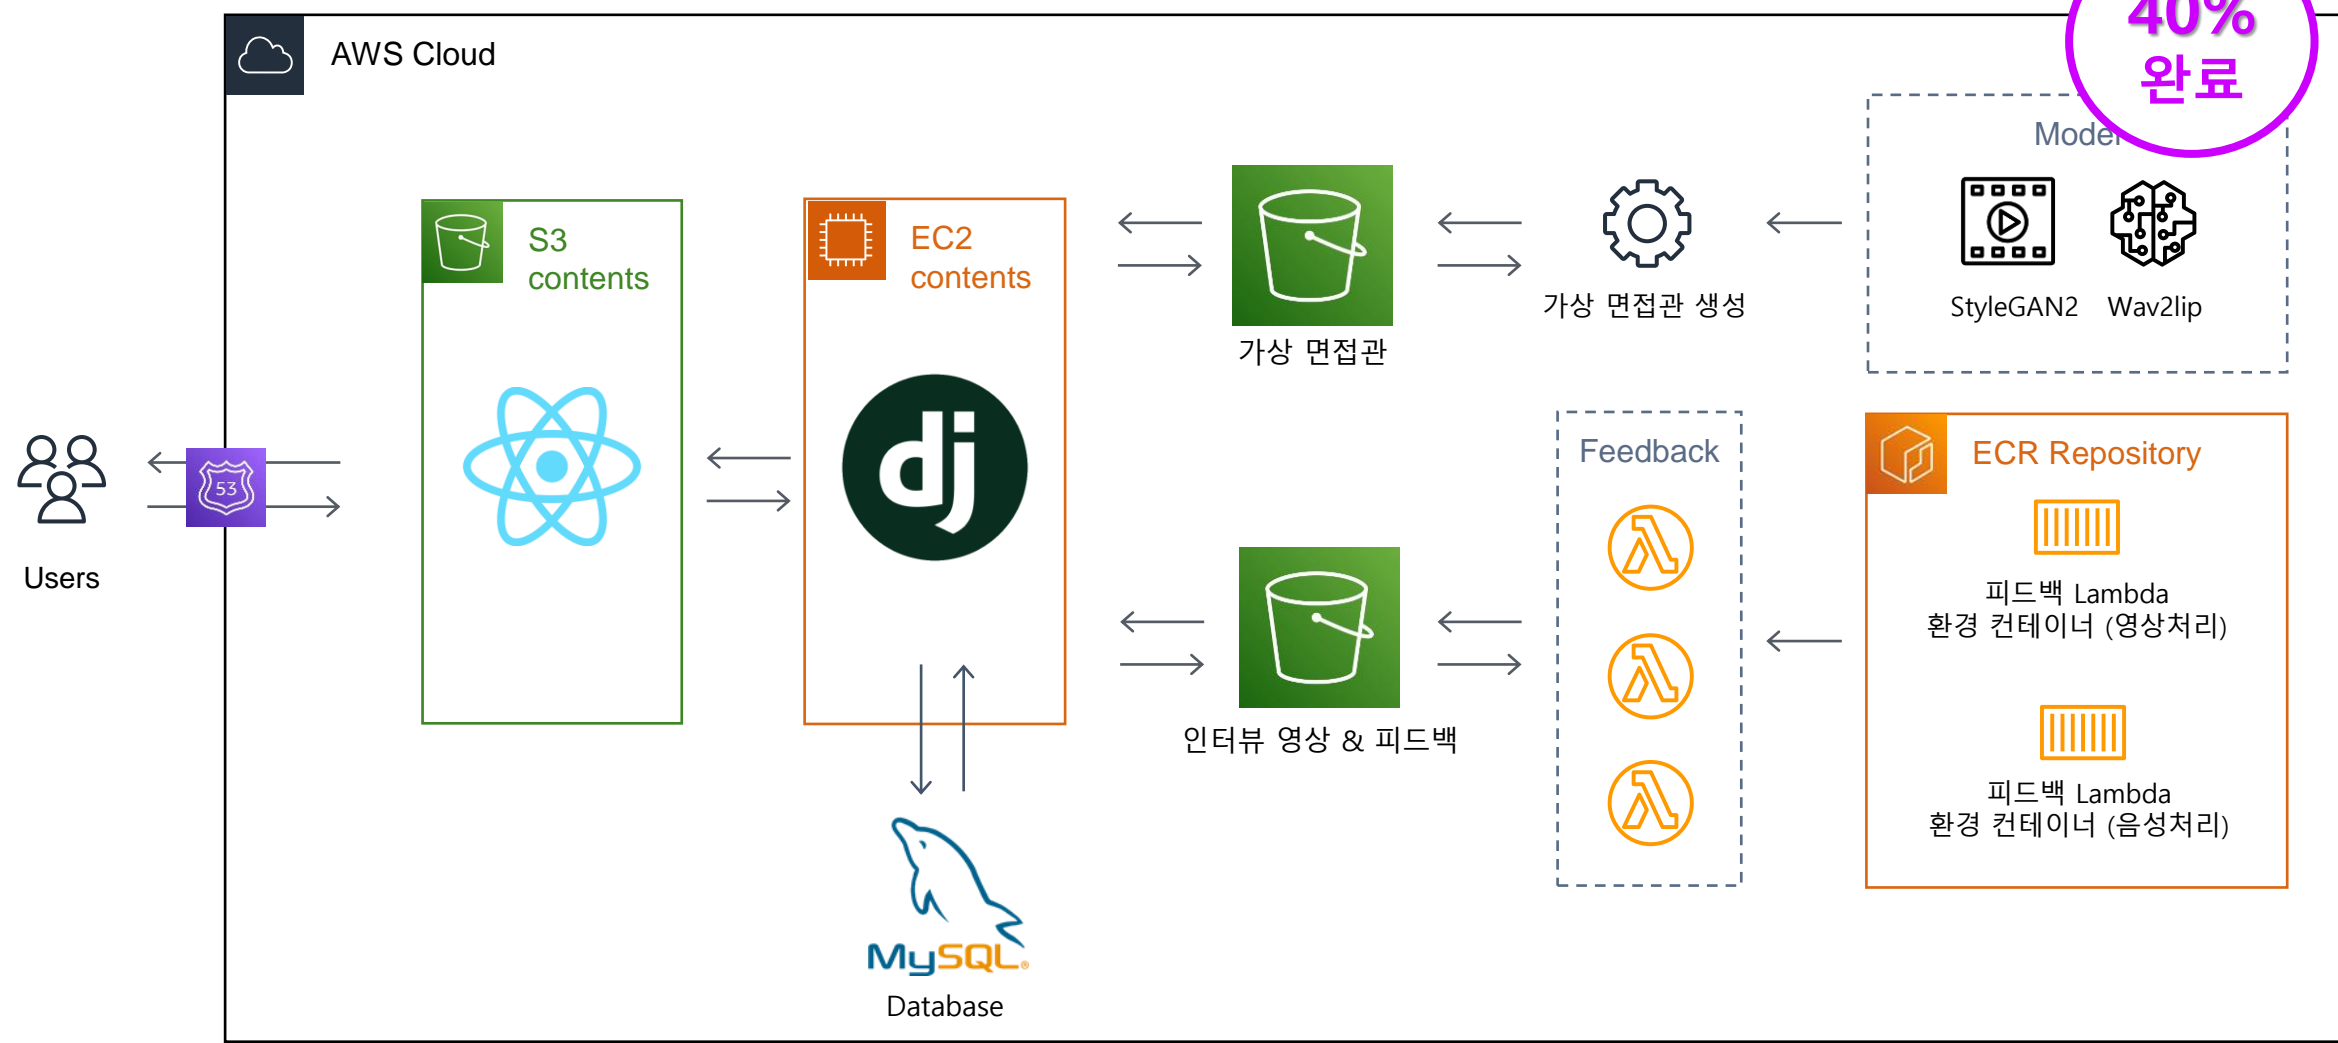 40%
완료
AWS Cloud
Model
S3
contents
EC2
contents
StyleGAN2
Wav2lip
가상 면접관 생성
가상 면접관
Feedback
ECR Repository
53
dj
Users
피드백 Lambda
환경 컨테이너 (영상처리)
인터뷰 영상 & 피드백
피드백 Lambda
환경 컨테이너 (음성처리)
MySQL®
Database